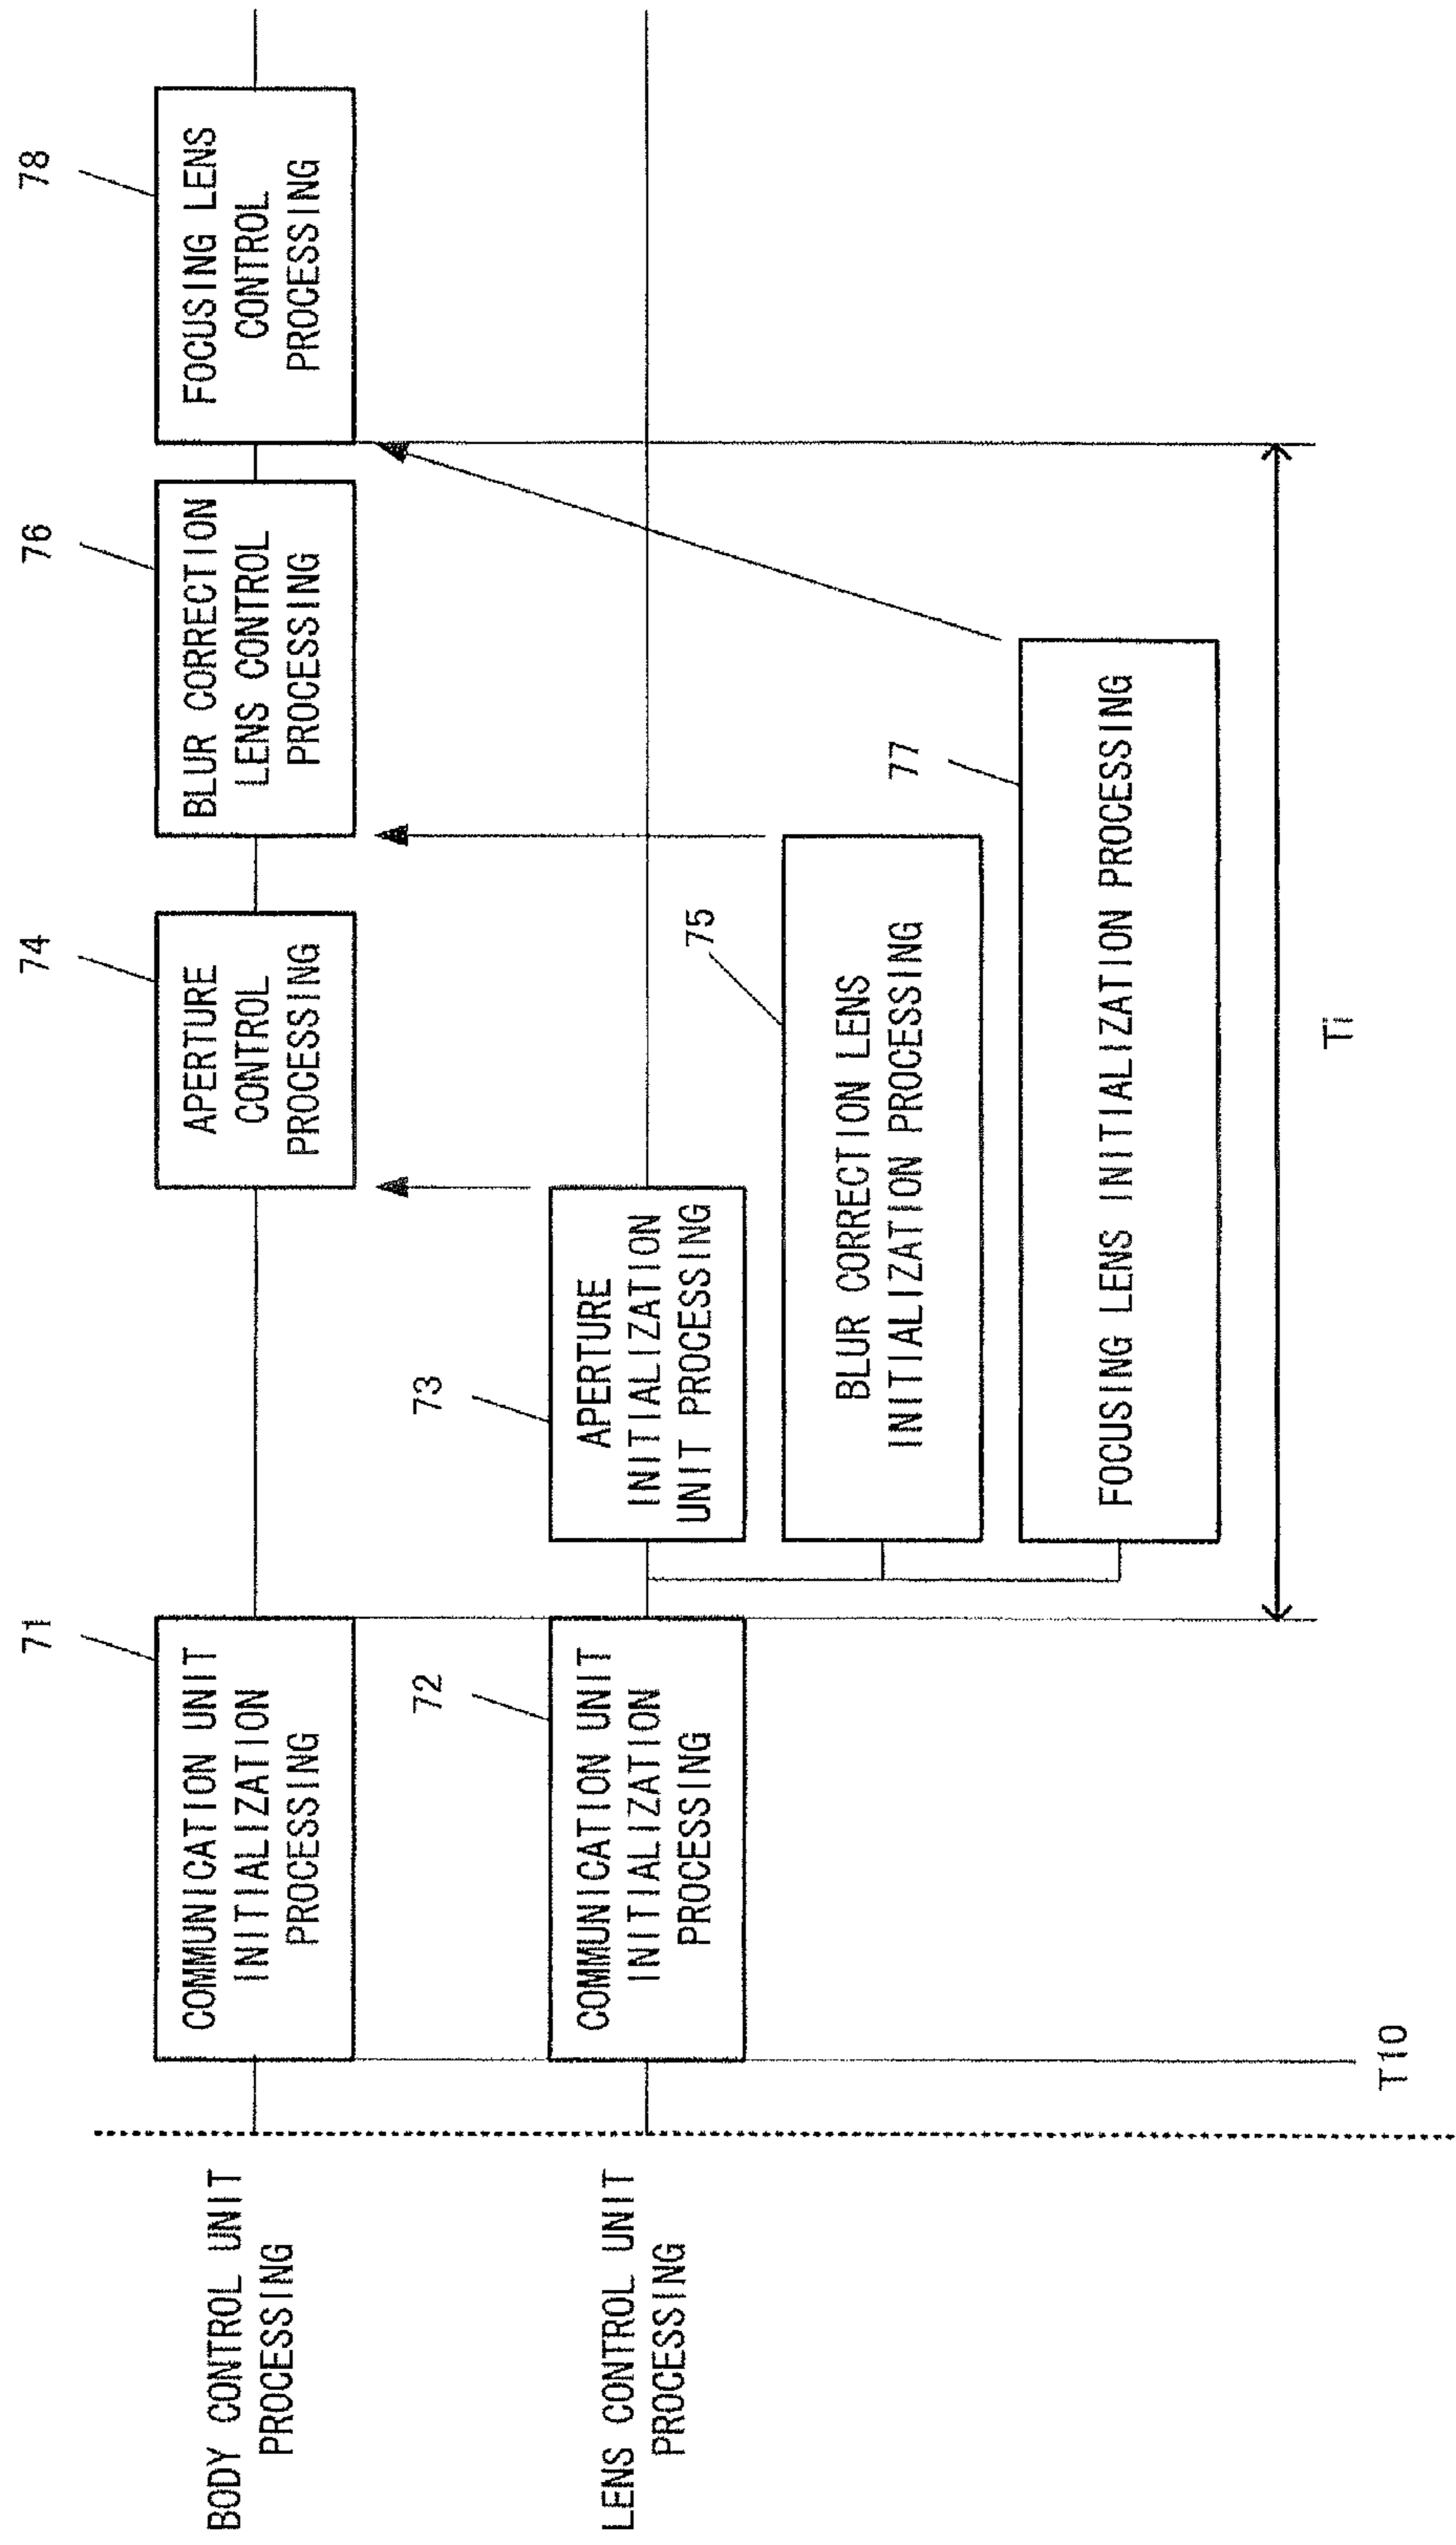 BODY CONTROL UNIT
PROCESSING
71
COMMUNICATION UNIT
INITIALIZATION
PROCESSING
74
APERTURE
CONTROL
PROCESSING
76
BLUR CORRECTION
LENS CONTROL
PROCESSING
78
FOCUSING LENS
CONTROL
PROCESSING
LENS CONTROL UNIT
PROCESSING
72
COMMUNICATION UNIT
INITIALIZATION
PROCESSING
73
APERTURE
INITIALIZATION
UNIT PROCESSING
75
BLUR CORRECTION LENS
INITIALIZATION PROCESSING
77
FOCUSING LENS INITIALIZATION PROCESSING
Ti
T10